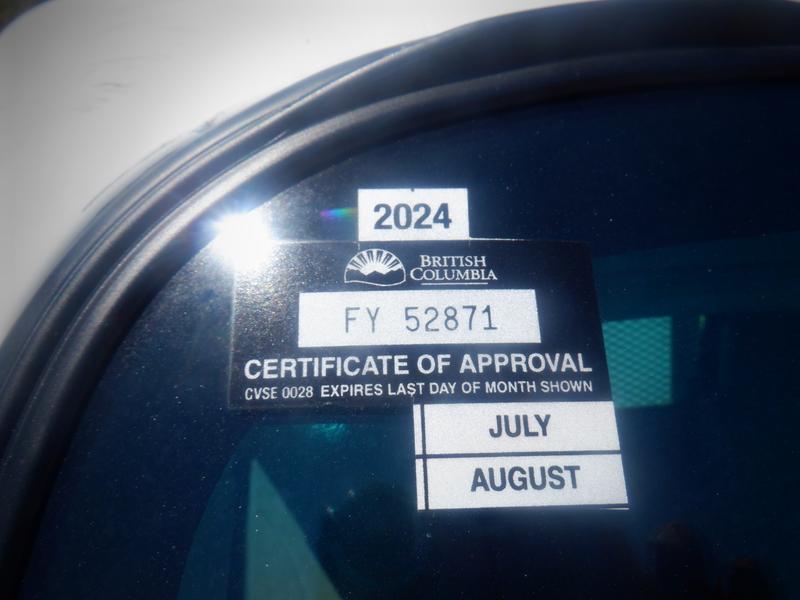 2024
BRITISH
COLUMBIA
FY 52871
CERTIFICATE OF APPROVAL
CVSE 0028 EXPIRES LAST DAY OF MONTH SHOWN
JULY
AUGUST